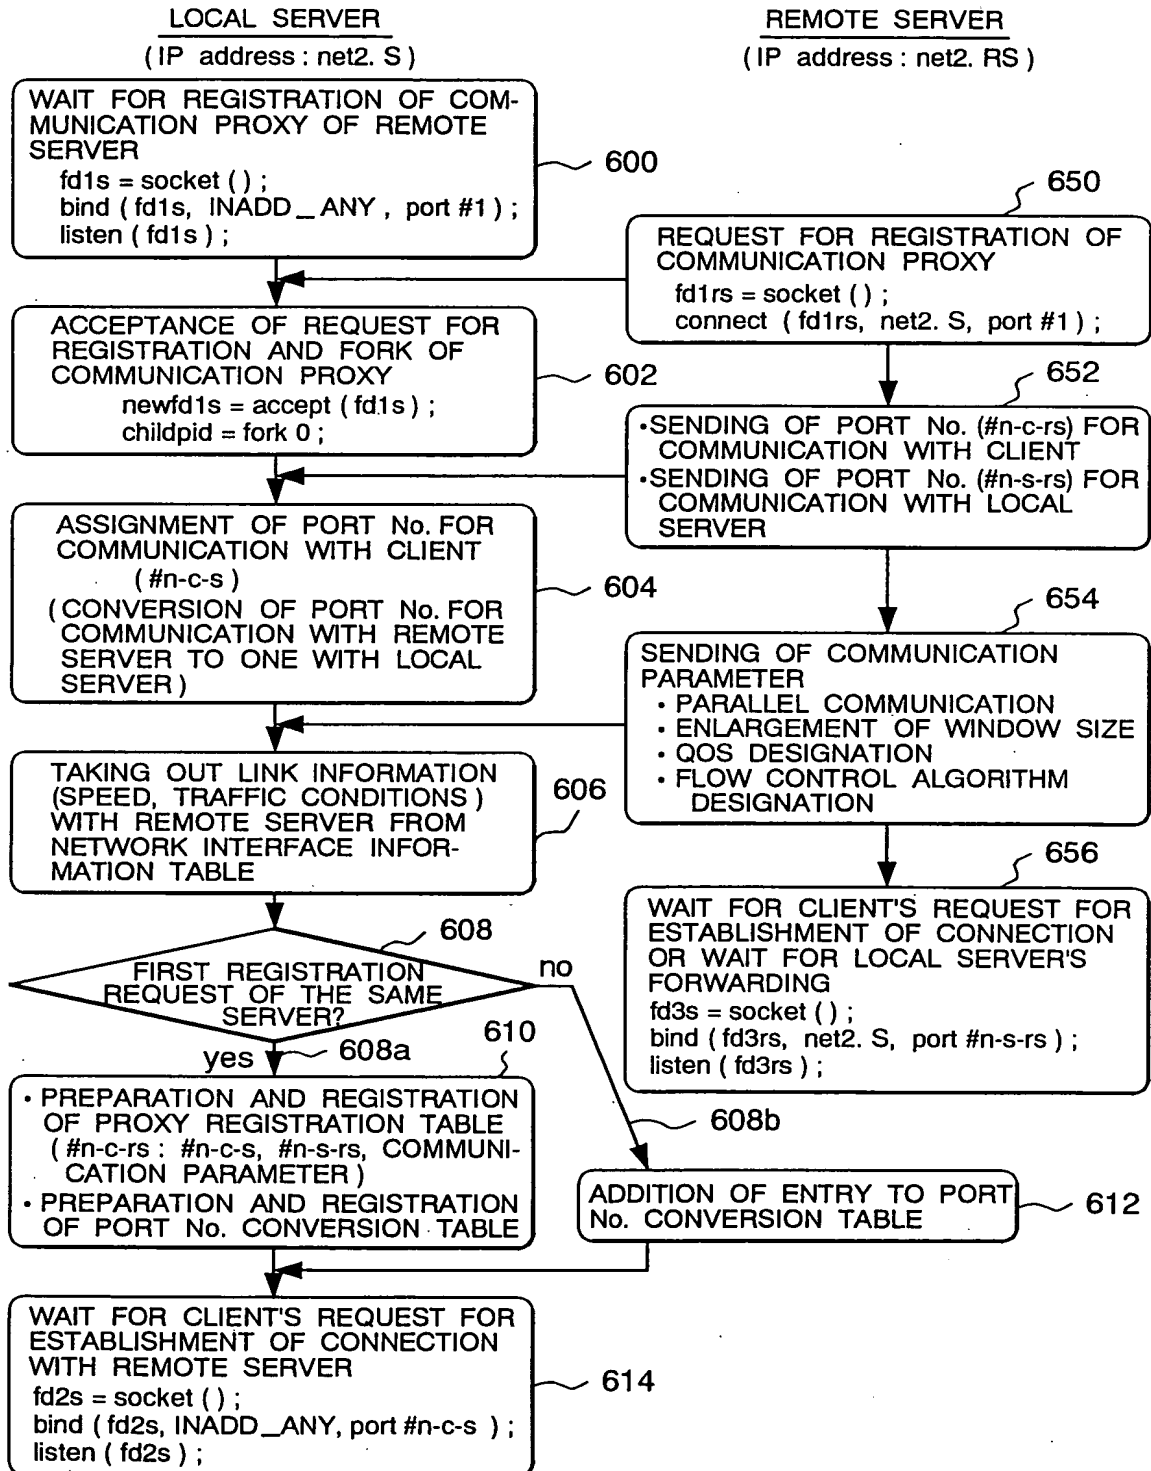 LOCAL SERVER
(IP address : net2. S)
WAIT FOR REGISTRATION OF COM-
MUNICATION PROXY OF REMOTE
SERVER
fd1s = socket ( ) ;
bind ( fd1s, INADD_ANY , port #1 ) ;
listen ( fd1s ) ;
600
ACCEPTANCE OF REQUEST FOR
REGISTRATION AND FORK OF
COMMUNICATION PROXY
newfd1s = accept ( fd1s ) ;
childpid = fork 0 ;
602
ASSIGNMENT OF PORT No. FOR
COMMUNICATION WITH CLIENT
( #n-c-s )
( CONVERSION OF PORT No. FOR
COMMUNICATION WITH REMOTE
SERVER TO ONE WITH LOCAL
SERVER )
604
TAKING OUT LINK INFORMATION
(SPEED, TRAFFIC CONDITIONS )
WITH REMOTE SERVER FROM
NETWORK INTERFACE INFOR-
MATION TABLE
606
608
FIRST REGISTRATION
REQUEST OF THE SAME
SERVER?
no
yes
608a
610
• PREPARATION AND REGISTRATION
OF PROXY REGISTRATION TABLE
( #n-c-rs : #n-c-s, #n-s-rs, COMMUNI-
CATION PARAMETER )
• PREPARATION AND REGISTRATION
OF PORT No. CONVERSION TABLE
608b
ADDITION OF ENTRY TO PORT
No. CONVERSION TABLE
612
WAIT FOR CLIENT'S REQUEST FOR
ESTABLISHMENT OF CONNECTION
WITH REMOTE SERVER
fd2s = socket ( ) ;
bind ( fd2s, INADD_ANY, port #n-c-s ) ;
listen ( fd2s ) ;
614
REMOTE SERVER
(IP address : net2. RS )
650
REQUEST FOR REGISTRATION OF
COMMUNICATION PROXY
fd1rs = socket ( ) ;
connect ( fd1rs, net2. S, port #1 ) ;
652
• SENDING OF PORT No. (#n-c-rs) FOR
COMMUNICATION WITH CLIENT
• SENDING OF PORT No. (#n-s-rs) FOR
COMMUNICATION WITH LOCAL
SERVER
654
SENDING OF COMMUNICATION
PARAMETER
• PARALLEL COMMUNICATION
• ENLARGEMENT OF WINDOW SIZE
• QOS DESIGNATION
• FLOW CONTROL ALGORITHM
DESIGNATION
656
WAIT FOR CLIENT'S REQUEST FOR
ESTABLISHMENT OF CONNECTION
OR WAIT FOR LOCAL SERVER'S
FORWARDING
fd3s = socket ( ) ;
bind ( fd3rs, net2. S, port #n-s-rs ) ;
listen ( fd3rs ) ;